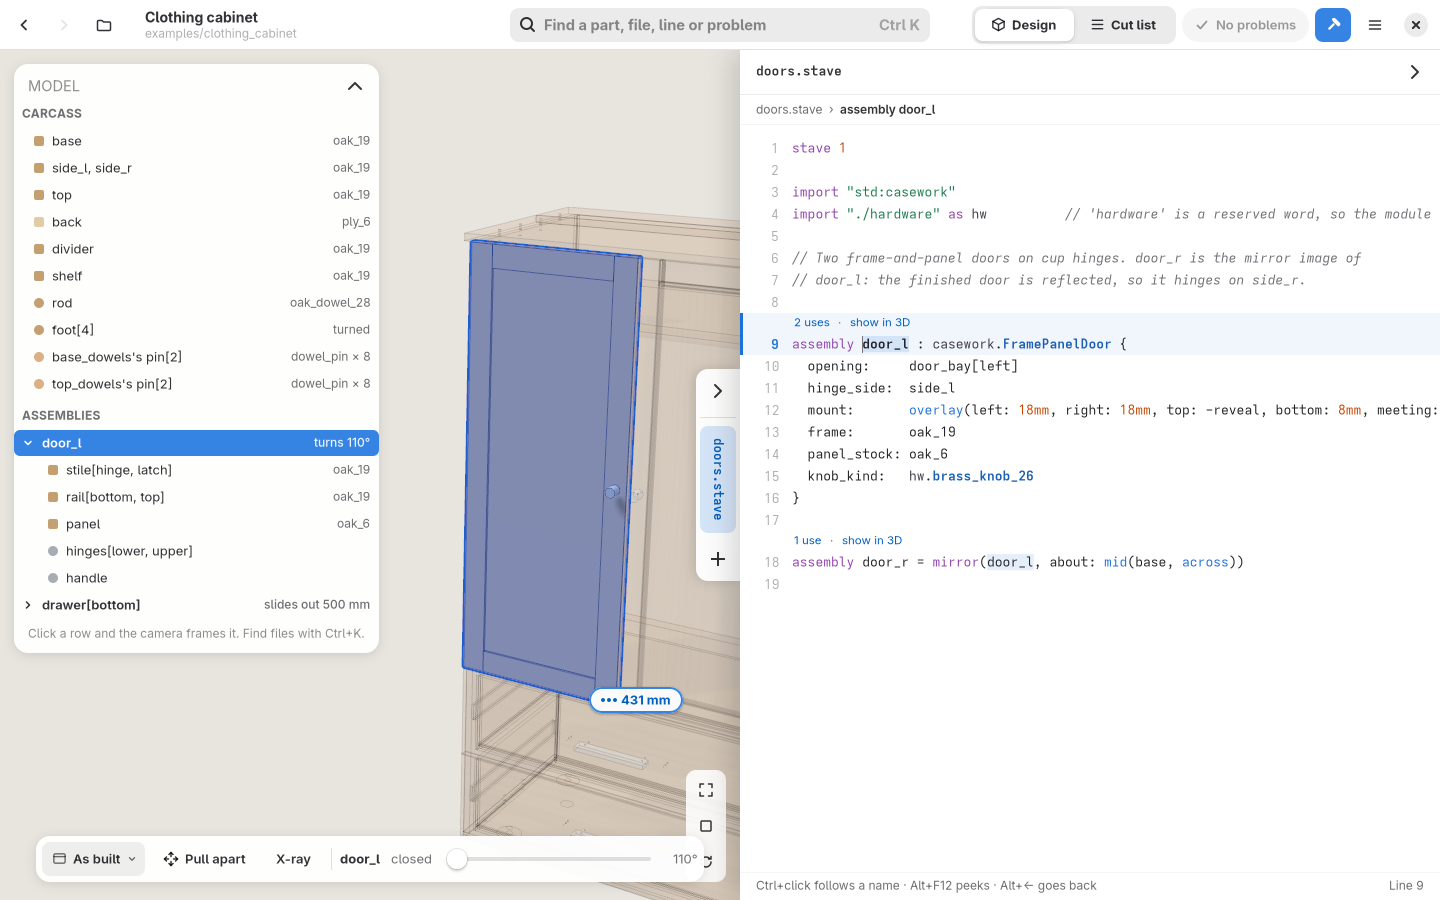 Clothing cabinet
examples/clothing_cabinet
Find a part, file, line or problem
Ctrl K
Design
Cut list
No problems
MODEL
CARCASS
base oak_19
side_l, side_r oak_19
top oak_19
back ply_6
divider oak_19
shelf oak_19
rod oak_dowel_28
foot[4] turned
base_dowels's pin[2] dowel_pin × 8
top_dowels's pin[2] dowel_pin × 8
ASSEMBLIES
door_l turns 110°
stile[hinge, latch] oak_19
rail[bottom, top] oak_19
panel oak_6
hinges[lower, upper]
handle
drawer[bottom] slides out 500 mm
Click a row and the camera frames it. Find files with Ctrl+K.
••• 431 mm
doors.stave
As built
Pull apart
X-ray
door_l closed
110°
doors.stave
doors.stave › assembly door_l
1 stave 1
2
3 import "std:casework"
4 import "./hardware" as hw // 'hardware' is a reserved word, so the module
5
6 // Two frame-and-panel doors on cup hinges. door_r is the mirror image of
7 // door_l: the finished door is reflected, so it hinges on side_r.
8
2 uses · show in 3D
9 assembly door_l : casework.FramePanelDoor {
10 opening: door_bay[left]
11 hinge_side: side_l
12 mount: overlay(left: 18mm, right: 18mm, top: -reveal, bottom: 8mm, meeting:
13 frame: oak_19
14 panel_stock: oak_6
15 knob_kind: hw.brass_knob_26
16 }
17
1 use · show in 3D
18 assembly door_r = mirror(door_l, about: mid(base, across))
19
Ctrl+click follows a name · Alt+F12 peeks · Alt+← goes back
Line 9